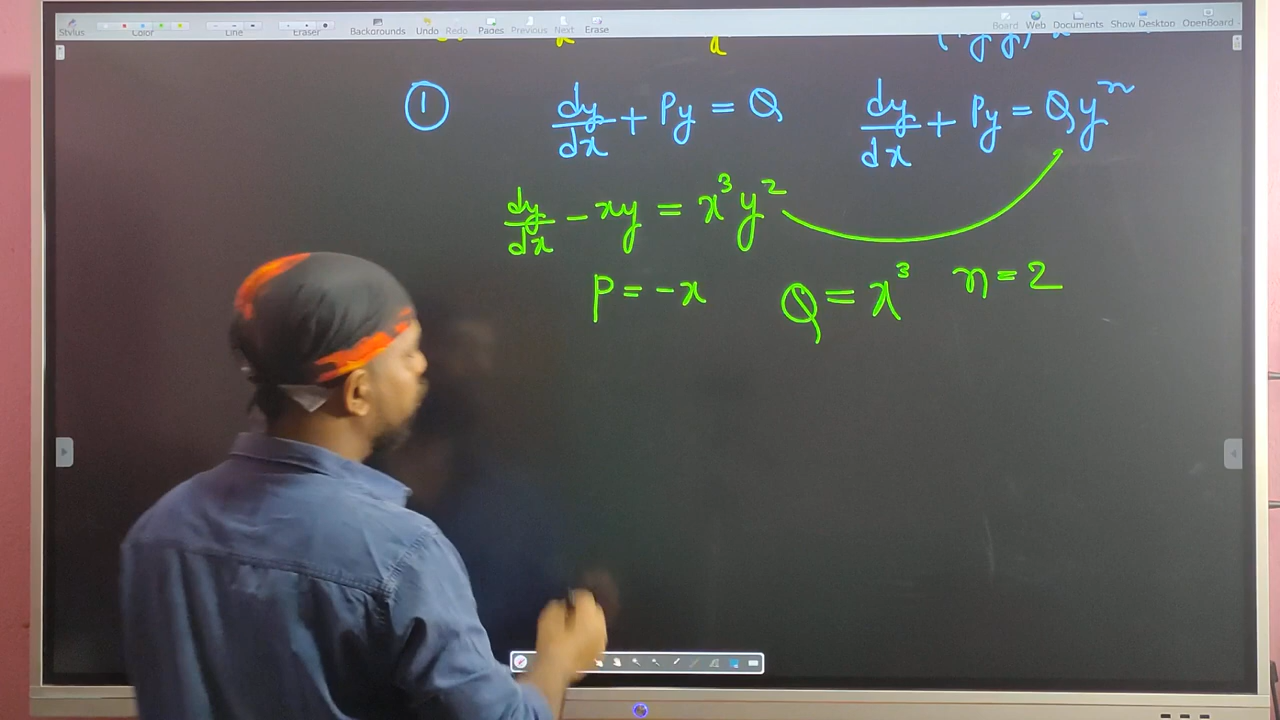 Stylus Color Line Eraser Backgrounds Undo Redo Pages Previous Next Erase Board Web Documents Show Desktop OpenBoard
① dy/dx + Py = Q dy/dx + Py = Qyⁿ
dy/dx − xy = x³y²
P = −x Q = x³ n = 2